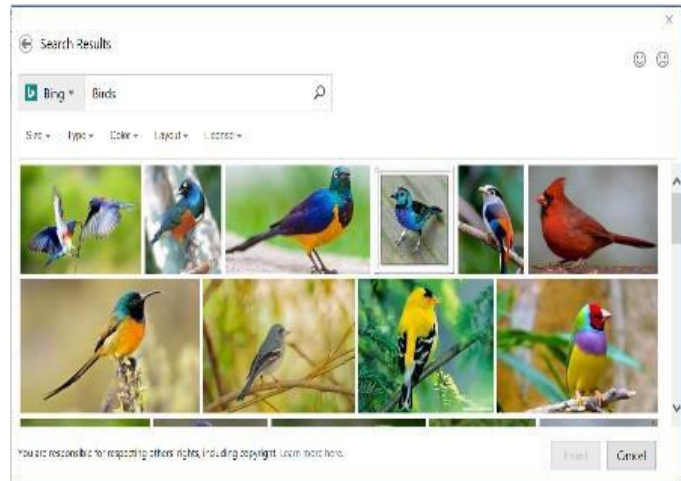 Search Results
Bing Birds
Size Type Color Layout License
You are responsible for respecting others' rights, including copyright. Learn more here.
Insert Cancel